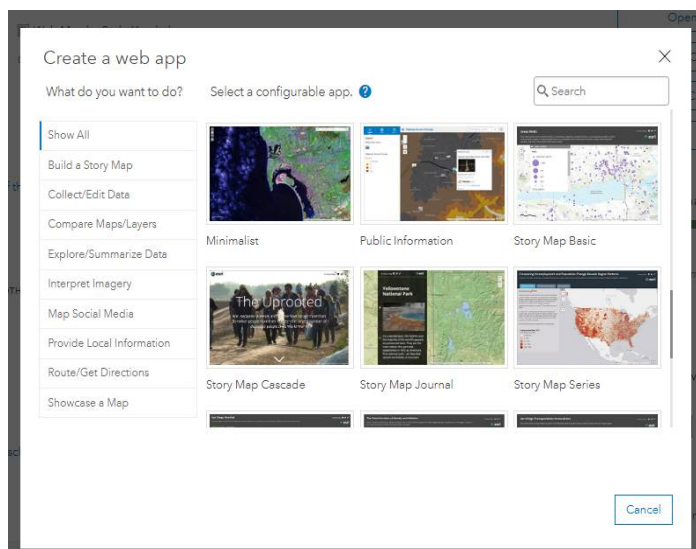 Open
Create a web app
What do you want to do?
Select a configurable app.
Search
Show All
Build a Story Map
Collect/Edit Data
Compare Maps/Layers
Explore/Summarize Data
Interpret Imagery
Map Social Media
Provide Local Information
Route/Get Directions
Showcase a Map
Minimalist
Public Information
Story Map Basic
esri
The Uprooted
Yellowstone
National Park
Story Map Cascade
Story Map Journal
Story Map Series
Cancel